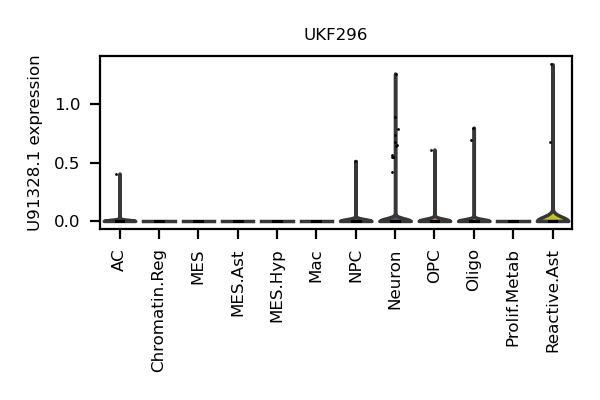 UKF296
U91328.1 expression
1.0
0.5
0.0
AC
Chromatin.Reg
MES
MES.Ast
MES.Hyp
Mac
NPC
Neuron
OPC
Oligo
Prolif.Metab
Reactive.Ast